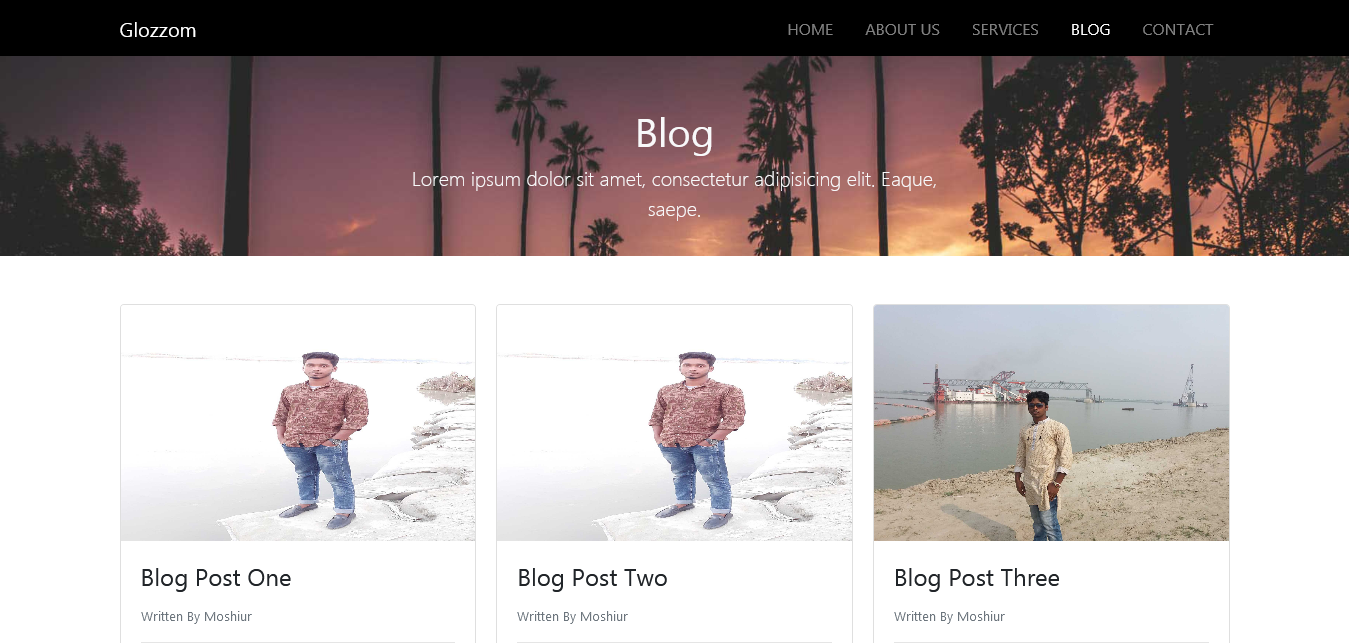 Glozzom
HOME ABOUT US SERVICES BLOG CONTACT
Blog
Lorem ipsum dolor sit amet, consectetur adipisicing elit. Eaque,
saepe.
Blog Post One
Written By Moshiur
Blog Post Two
Written By Moshiur
Blog Post Three
Written By Moshiur